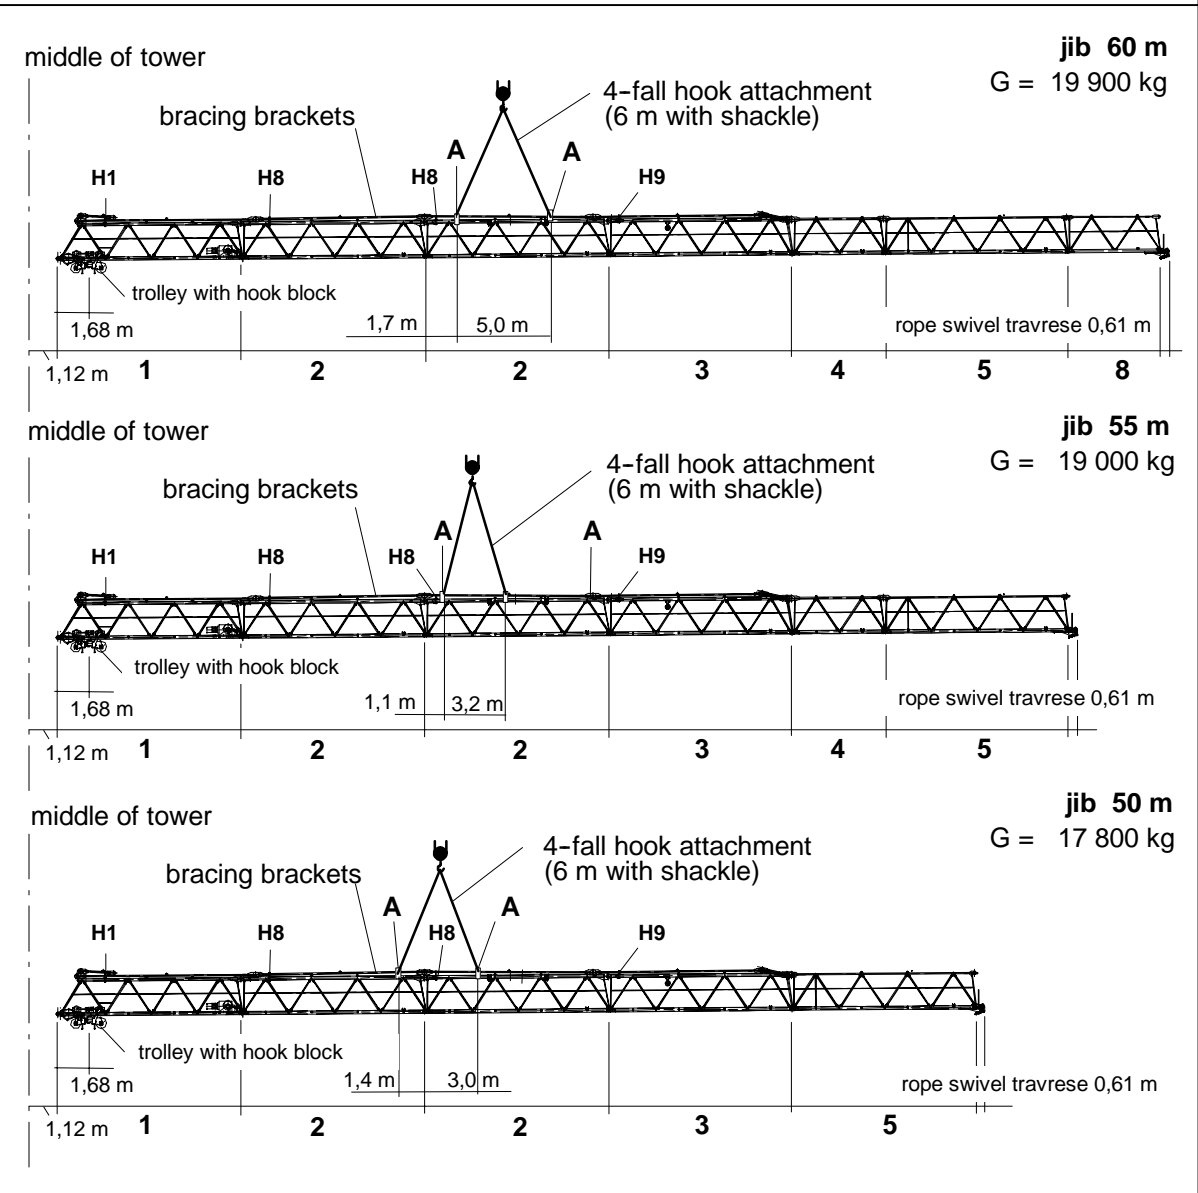 middle of tower
jib 60 m
G = 19 900 kg
4-fall hook attachment
(6 m with shackle)
bracing brackets
A
A
H1
H8
H8
H9
trolley with hook block
1,68 m
1,7 m
5,0 m
rope swivel travrese 0,61 m
1,12 m
1
2
2
3
4
5
8
middle of tower
jib 55 m
G = 19 000 kg
4-fall hook attachment
(6 m with shackle)
bracing brackets
A
A
H1
H8
H8
H9
trolley with hook block
1,68 m
1,1 m
3,2 m
rope swivel travrese 0,61 m
1,12 m
1
2
2
3
4
5
middle of tower
jib 50 m
G = 17 800 kg
4-fall hook attachment
(6 m with shackle)
bracing brackets
A
A
H1
H8
H8
H9
trolley with hook block
1,68 m
1,4 m
3,0 m
rope swivel travrese 0,61 m
1,12 m
1
2
2
3
5